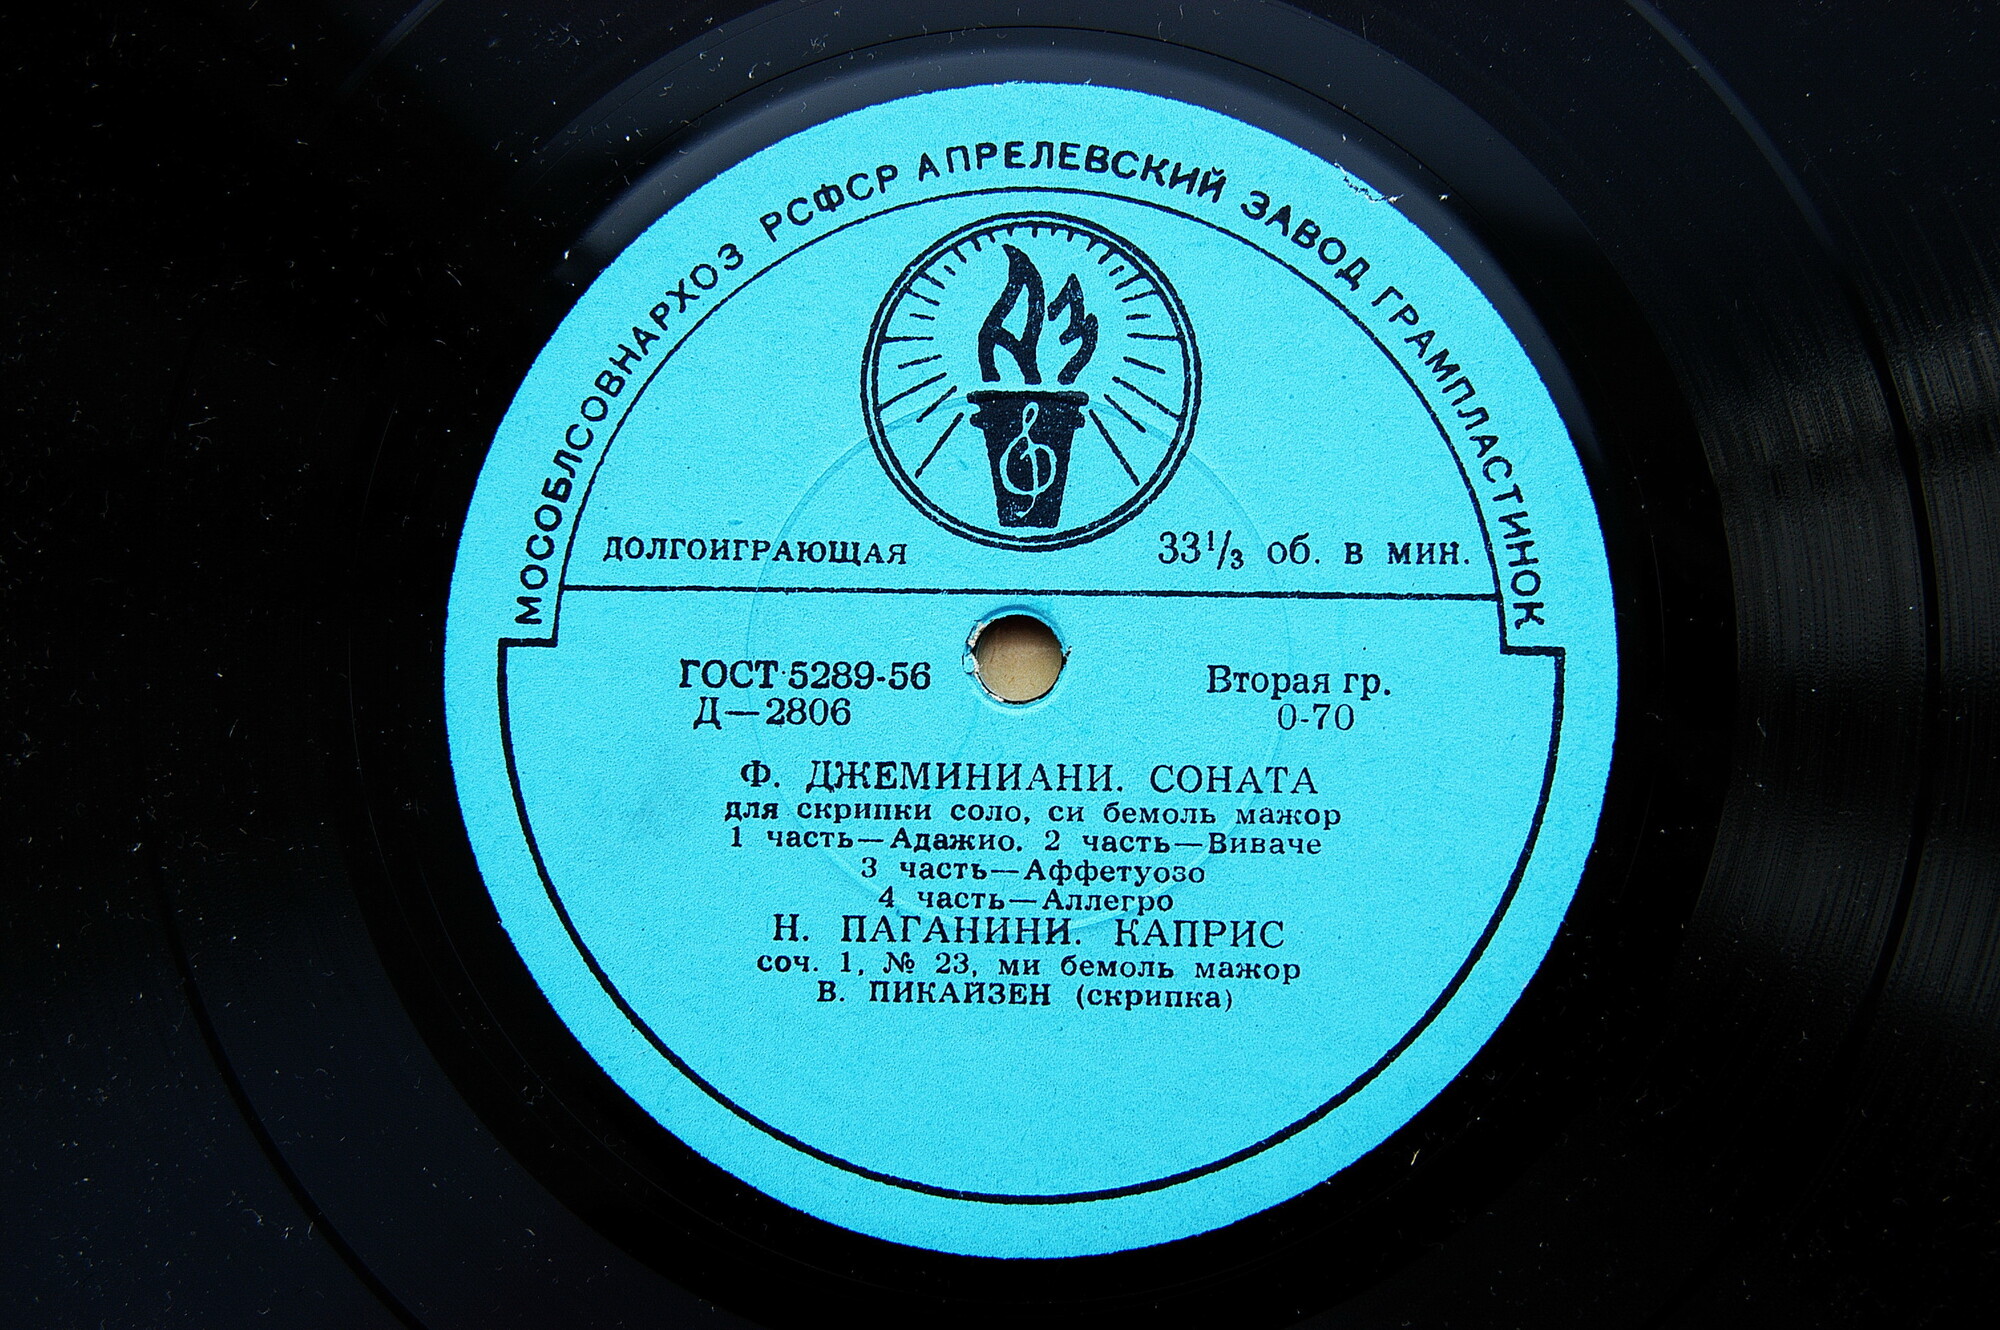 МОСОБЛСОВНАРХОЗ РСФСР АПРЕЛЕВСКИЙ ЗАВОД ГРАМПЛАСТИНОК
АЗ
ДОЛГОИГРАЮЩАЯ 33⅓ об. в мин.
ГОСТ 5289-56 Вторая гр.
Д—2806 0-70
Ф. ДЖЕМИНИАНИ. СОНАТА
для скрипки соло, си бемоль мажор
1 часть—Адажио. 2 часть—Виваче
3 часть—Аффетуозо
4 часть—Аллегро
Н. ПАГАНИНИ. КАПРИС
соч. 1, № 23, ми бемоль мажор
В. ПИКАЙЗЕН (скрипка)